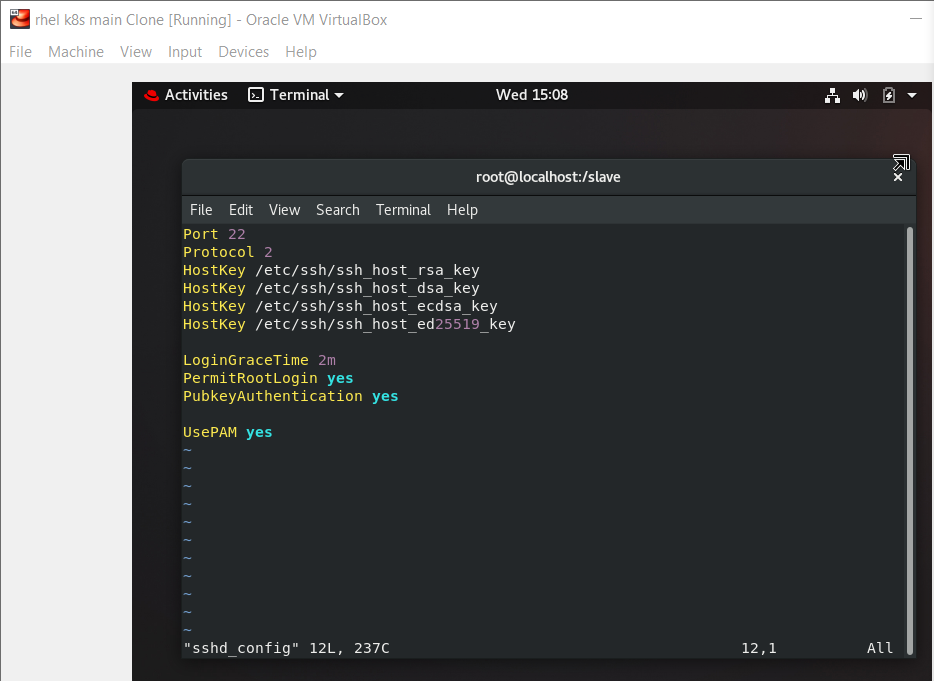 rhel k8s main Clone [Running] - Oracle VM VirtualBox
File Machine View Input Devices Help
Activities Terminal Wed 15:08
root@localhost:/slave
File Edit View Search Terminal Help
Port 22
Protocol 2
HostKey /etc/ssh/ssh_host_rsa_key
HostKey /etc/ssh/ssh_host_dsa_key
HostKey /etc/ssh/ssh_host_ecdsa_key
HostKey /etc/ssh/ssh_host_ed25519_key
LoginGraceTime 2m
PermitRootLogin yes
PubkeyAuthentication yes
UsePAM yes
~
~
~
~
~
~
~
~
~
~
~
"sshd_config" 12L, 237C 12,1 All